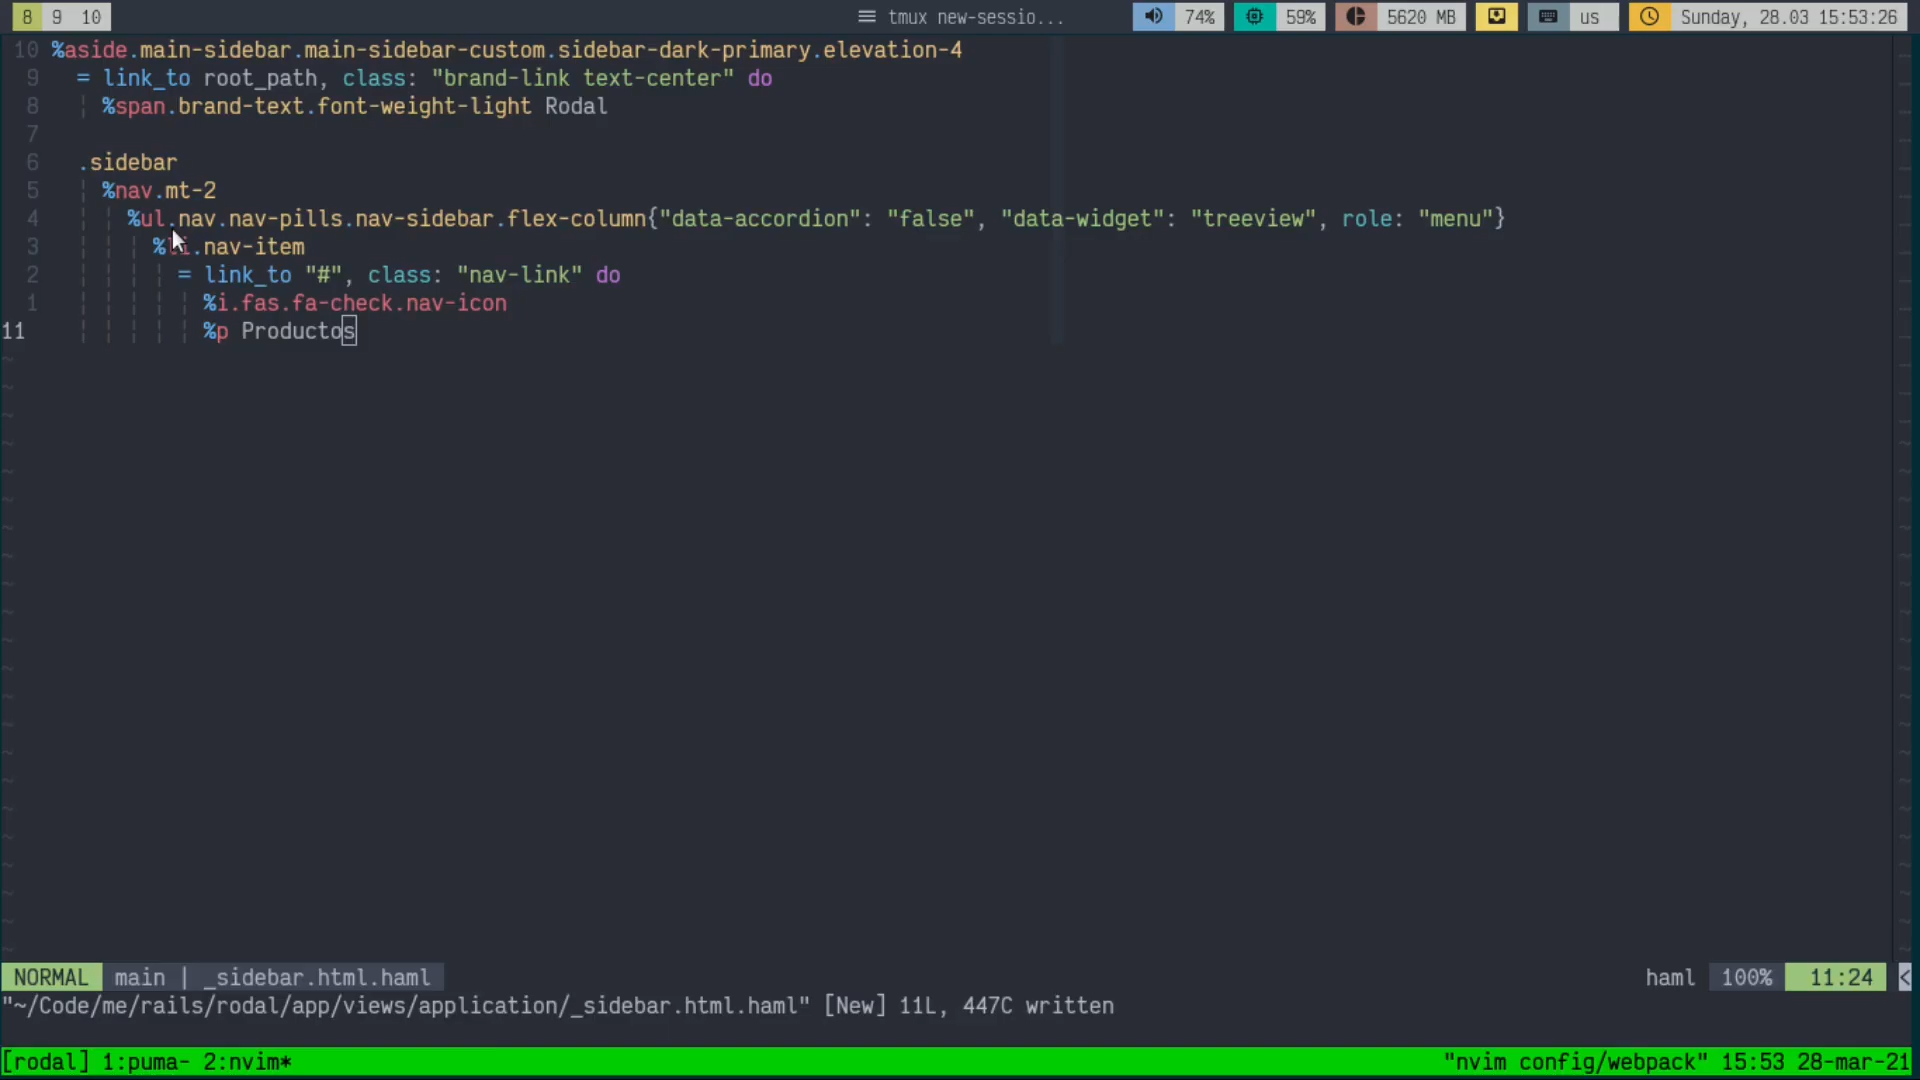 8 9 10 tmux new-sessio... 74% 59% 5620 MB us Sunday, 28.03 15:53:26
10 %aside.main-sidebar.main-sidebar-custom.sidebar-dark-primary.elevation-4
9 = link_to root_path, class: "brand-link text-center" do
8 %span.brand-text.font-weight-light Rodal
7
6 .sidebar
5 %nav.mt-2
4 %ul.nav.nav-pills.nav-sidebar.flex-column{"data-accordion": "false", "data-widget": "treeview", role: "menu"}
3 %li.nav-item
2 = link_to "#", class: "nav-link" do
1 %i.fas.fa-check.nav-icon
11 %p Productos
NORMAL main | _sidebar.html.haml haml 100% 11:24 <
"~/Code/me/rails/rodal/app/views/application/_sidebar.html.haml" [New] 11L, 447C written
[rodal] 1:puma- 2:nvim* "nvim config/webpack" 15:53 28-mar-21